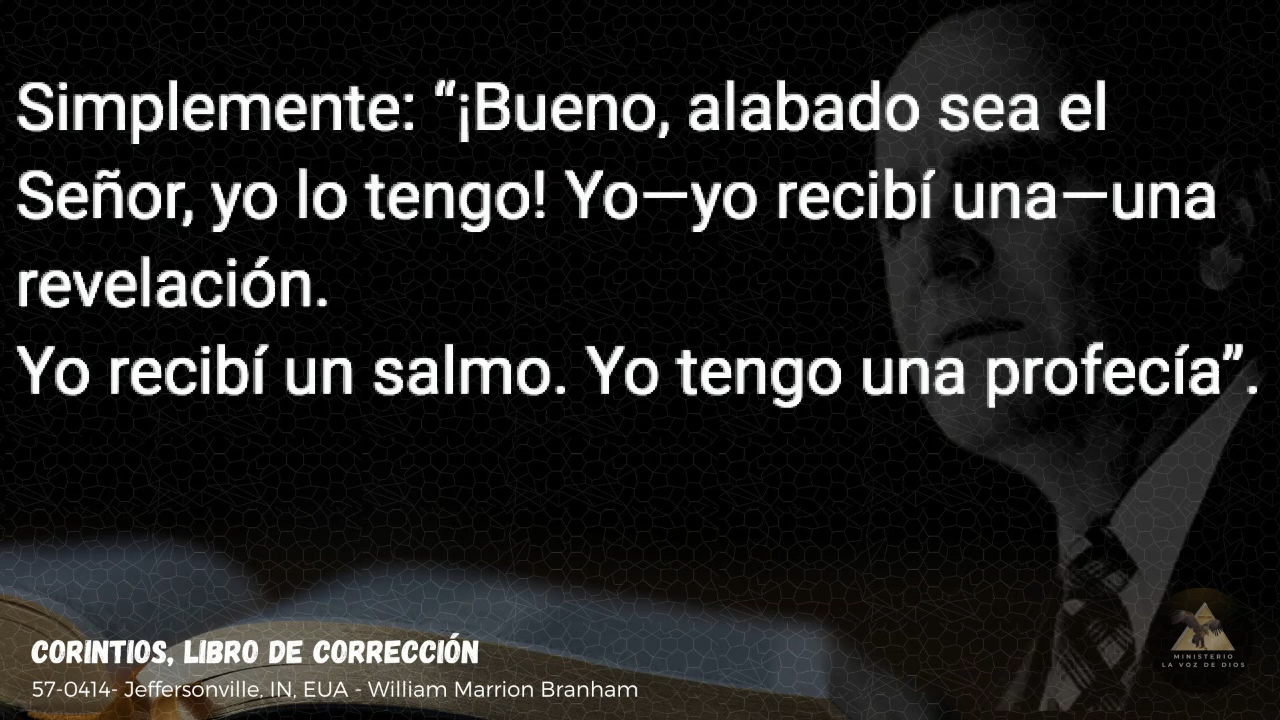 Simplemente: “¡Bueno, alabado sea el
Señor, yo lo tengo! Yo—yo recibí una—una
revelación.
Yo recibí un salmo. Yo tengo una profecía”.
CORINTIOS, LIBRO DE CORRECCIÓN
57-0414- Jeffersonville, IN, EUA - William Marrion Branham
MINISTERIO
LA VOZ DE DIOS